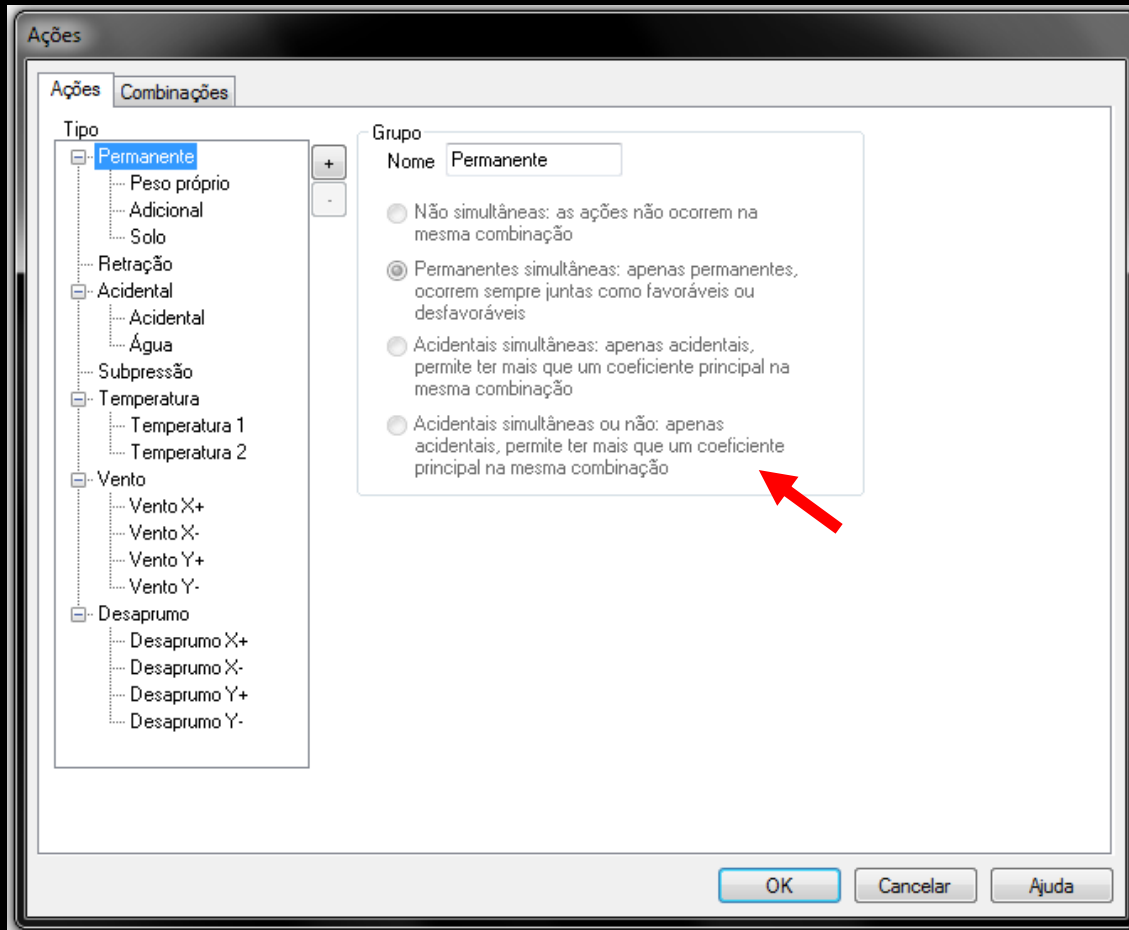 Ações
Ações
Combinações
Tipo
Permanente
Peso próprio
Adicional
Solo
Retração
Acidental
Acidental
Água
Subpressão
Temperatura
Temperatura 1
Temperatura 2
Vento
Vento X+
Vento X-
Vento Y+
Vento Y-
Desaprumo
Desaprumo X+
Desaprumo X-
Desaprumo Y+
Desaprumo Y-
+
-
Grupo
Nome Permanente
Não simultâneas: as ações não ocorrem na
mesma combinação
Permanentes simultâneas: apenas permanentes,
ocorrem sempre juntas como favoráveis ou
desfavoráveis
Acidentais simultâneas: apenas acidentais,
permite ter mais que um coeficiente principal na
mesma combinação
Acidentais simultâneas ou não: apenas
acidentais, permite ter mais que um coeficiente
principal na mesma combinação
OK
Cancelar
Ajuda